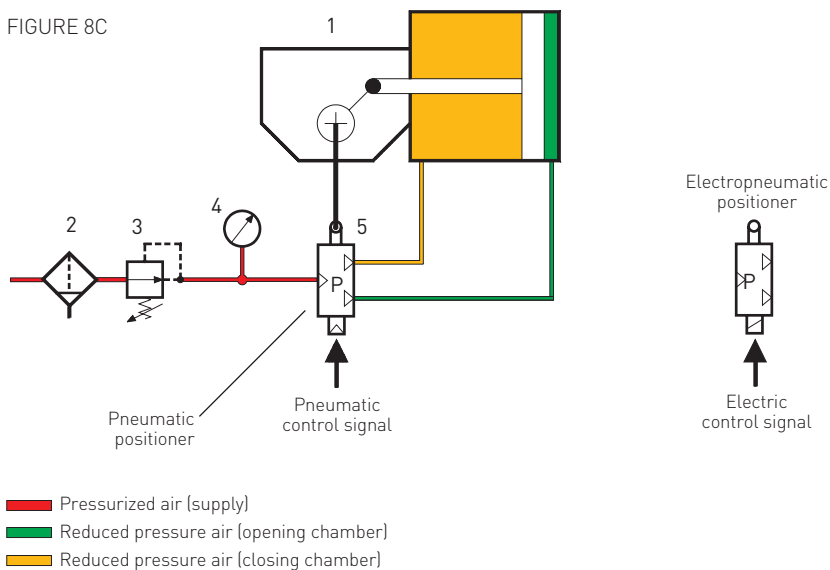 FIGURE 8C
1
2
3
4
5
P
Pneumatic
positioner
Pneumatic
control signal
Electropneumatic
positioner
P
Electric
control signal
Pressurized air (supply)
Reduced pressure air (opening chamber)
Reduced pressure air (closing chamber)